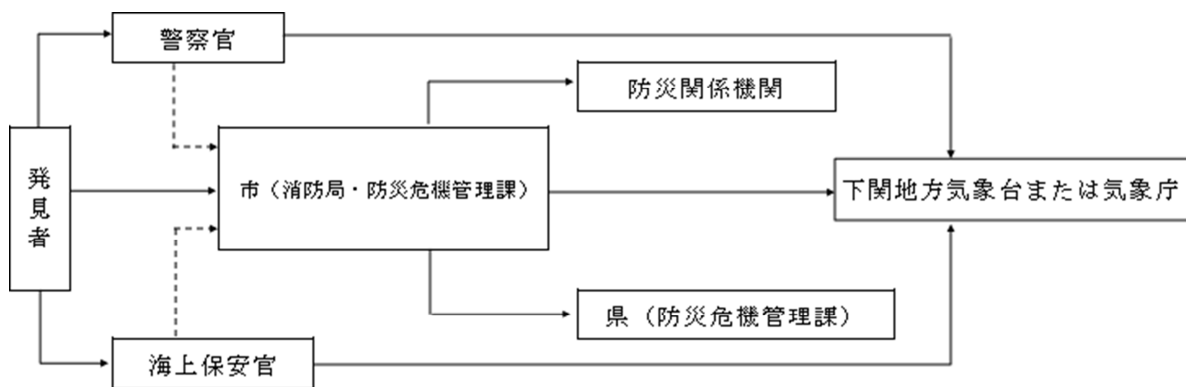 警察官
防災関係機関
発見者
市（消防局・防災危機管理課）
下関地方気象台または気象庁
県（防災危機管理課）
海上保安官